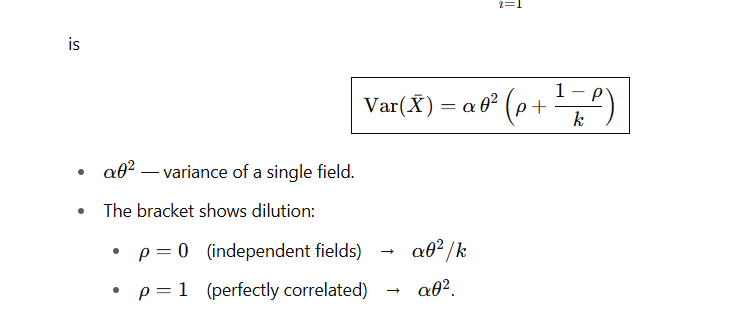 i=1
is
Var(X̄) = α θ² (ρ + (1 − ρ)/k)
• αθ² — variance of a single field.
• The bracket shows dilution:
• ρ = 0 (independent fields) → αθ²/k
• ρ = 1 (perfectly correlated) → αθ².